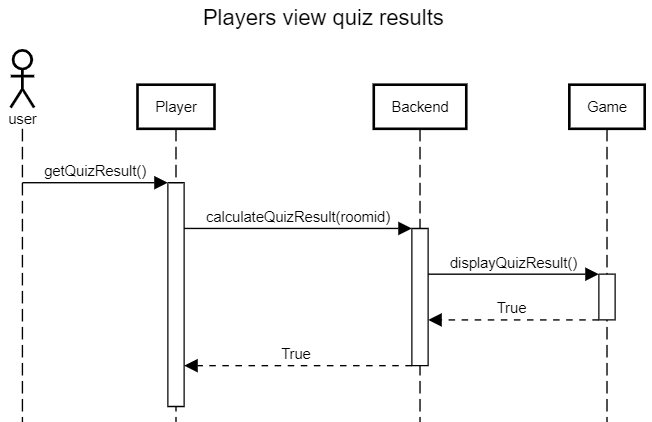 Players view quiz results
user
Player
Backend
Game
getQuizResult()
calculateQuizResult(roomid)
displayQuizResult()
True
True